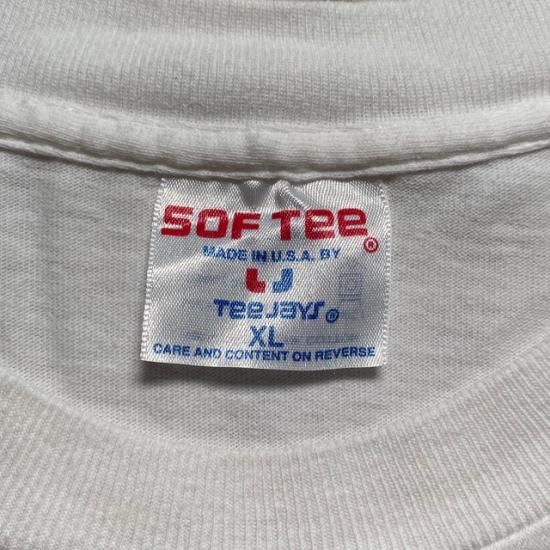 SOF TEE®
MADE IN U.S.A. BY
TEE JAYS®
XL
CARE AND CONTENT ON REVERSE